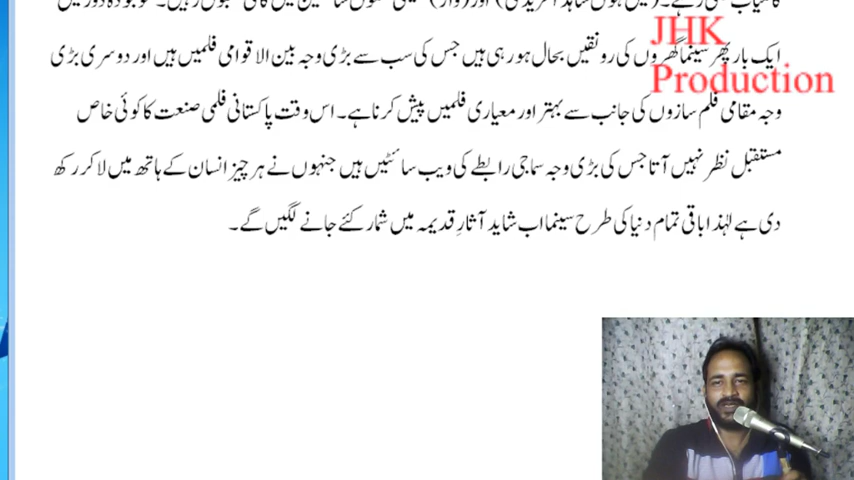 JHK
Production
ایک بار پھر سینما گھروں کی رونقیں بحال ہو رہی ہیں جس کی سب سے بڑی وجہ بین الاقوامی فلمیں ہیں اور دوسری بڑی
وجہ مقامی فلم سازوں کی جانب سے بہتر اور معیاری فلمیں پیش کرنا ہے۔ اس وقت پاکستانی فلمی صنعت کا کوئی خاص
مستقبل نظر نہیں آتا جس کی بڑی وجہ سماجی رابطے کی ویب سائٹیں ہیں جنہوں نے ہر چیز انسان کے ہاتھ میں لا کر رکھ
دی ہے لہٰذا باقی تمام دنیا کی طرح سینما اب شاید آثارِ قدیمہ میں شمار کئے جانے لگیں گے۔